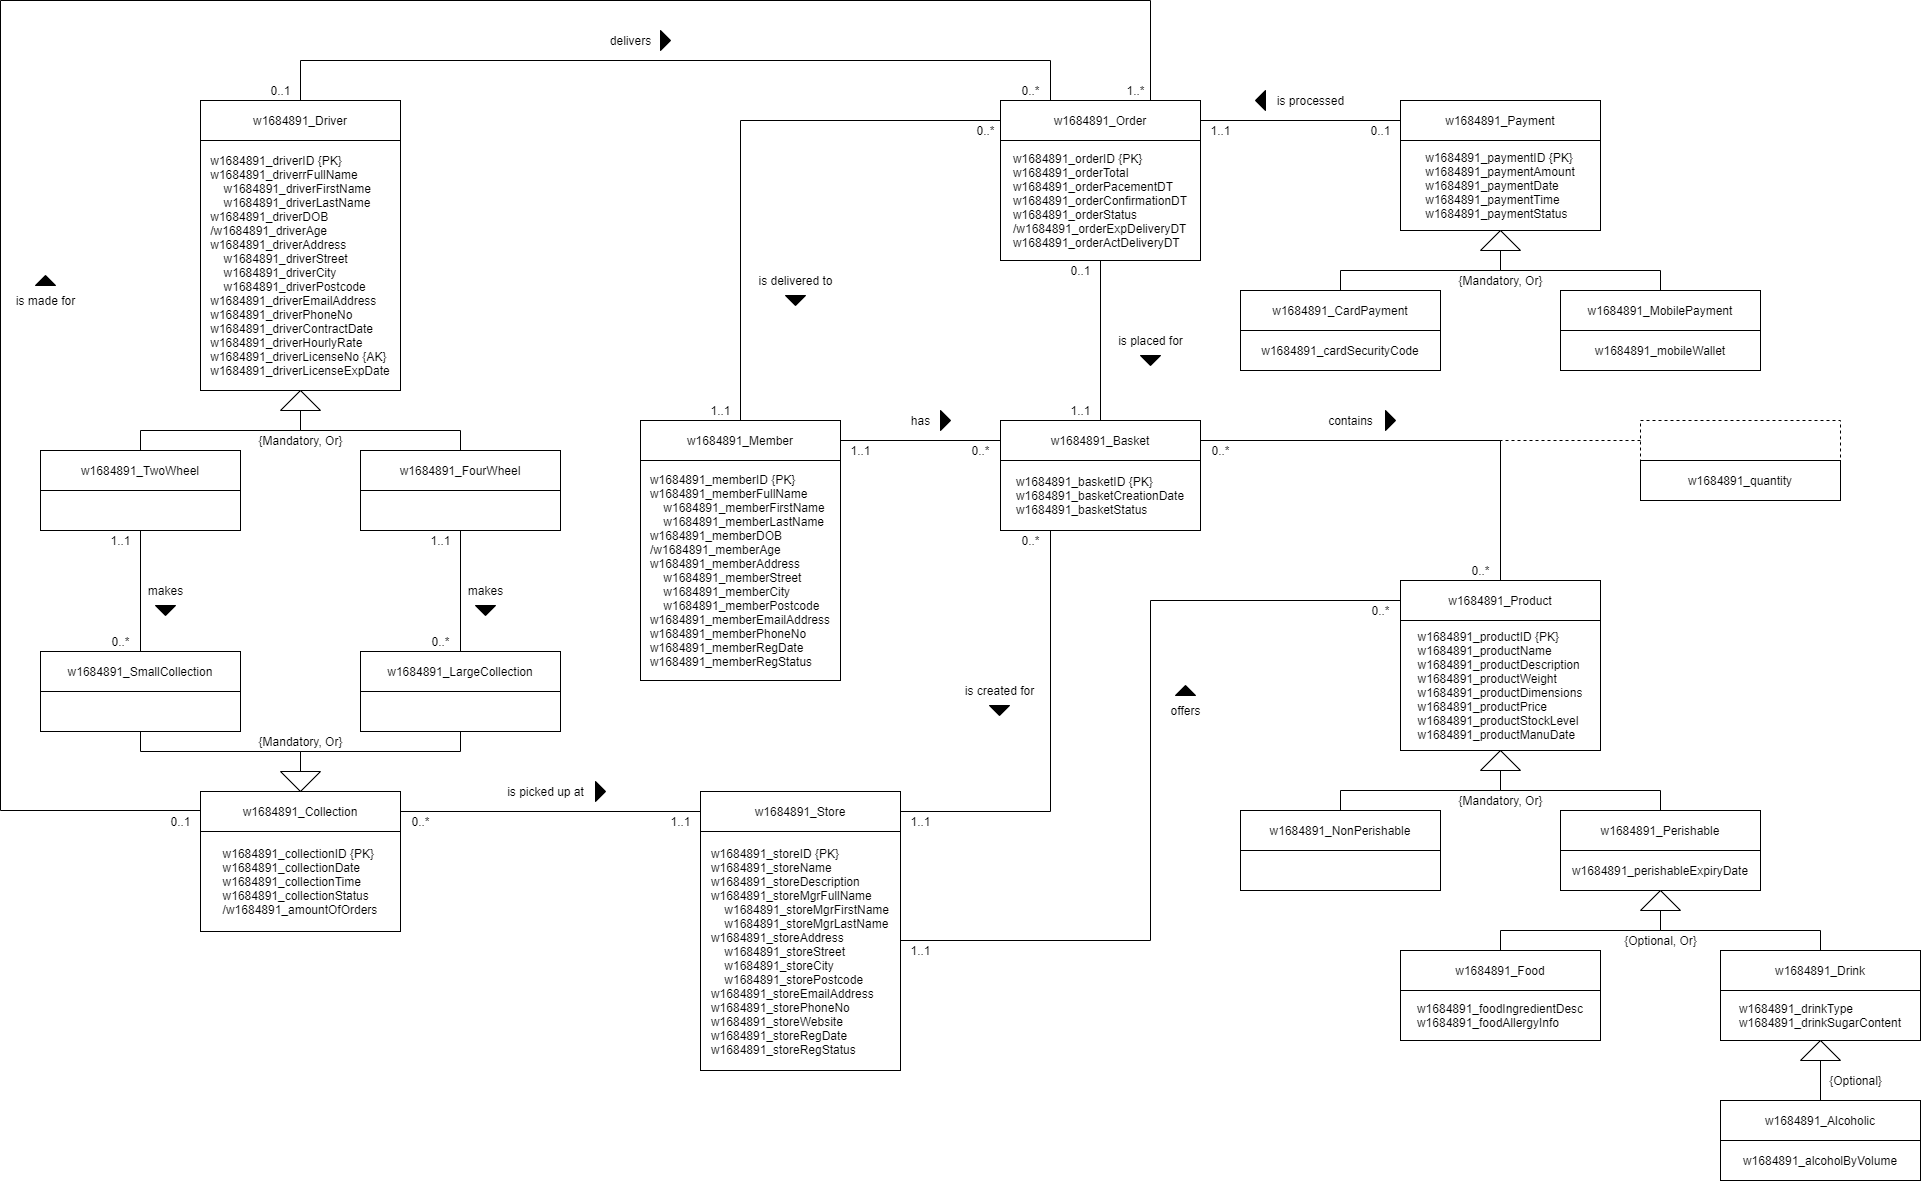 delivers
0..1
0..*
1..*
w1684891_Driver
w1684891_driverID {PK}
w1684891_driverrFullName
w1684891_driverFirstName
w1684891_driverLastName
w1684891_driverDOB
/w1684891_driverAge
w1684891_driverAddress
w1684891_driverStreet
w1684891_driverCity
w1684891_driverPostcode
w1684891_driverEmailAddress
w1684891_driverPhoneNo
w1684891_driverContractDate
w1684891_driverHourlyRate
w1684891_driverLicenseNo {AK}
w1684891_driverLicenseExpDate
w1684891_Order
w1684891_orderID {PK}
w1684891_orderTotal
w1684891_orderPacementDT
w1684891_orderConfirmationDT
w1684891_orderStatus
/w1684891_orderExpDeliveryDT
w1684891_orderActDeliveryDT
0..*
1..1
is processed
0..1
w1684891_Payment
w1684891_paymentID {PK}
w1684891_paymentAmount
w1684891_paymentDate
w1684891_paymentTime
w1684891_paymentStatus
{Mandatory, Or}
w1684891_CardPayment
w1684891_cardSecurityCode
w1684891_MobilePayment
w1684891_mobileWallet
is made for
is delivered to
0..1
is placed for
1..1
1..1
{Mandatory, Or}
w1684891_TwoWheel
w1684891_FourWheel
1..1
1..1
makes
makes
0..*
0..*
w1684891_SmallCollection
w1684891_LargeCollection
{Mandatory, Or}
w1684891_Member
w1684891_memberID {PK}
w1684891_memberFullName
w1684891_memberFirstName
w1684891_memberLastName
w1684891_memberDOB
/w1684891_memberAge
w1684891_memberAddress
w1684891_memberStreet
w1684891_memberCity
w1684891_memberPostcode
w1684891_memberEmailAddress
w1684891_memberPhoneNo
w1684891_memberRegDate
w1684891_memberRegStatus
has
1..1
0..*
w1684891_Basket
w1684891_basketID {PK}
w1684891_basketCreationDate
w1684891_basketStatus
0..*
contains
0..*
w1684891_quantity
0..*
is created for
offers
0..*
w1684891_Product
w1684891_productID {PK}
w1684891_productName
w1684891_productDescription
w1684891_productWeight
w1684891_productDimensions
w1684891_productPrice
w1684891_productStockLevel
w1684891_productManuDate
{Mandatory, Or}
w1684891_NonPerishable
w1684891_Perishable
w1684891_perishableExpiryDate
{Optional, Or}
w1684891_Food
w1684891_foodIngredientDesc
w1684891_foodAllergyInfo
w1684891_Drink
w1684891_drinkType
w1684891_drinkSugarContent
{Optional}
w1684891_Alcoholic
w1684891_alcoholByVolume
0..1
w1684891_Collection
w1684891_collectionID {PK}
w1684891_collectionDate
w1684891_collectionTime
w1684891_collectionStatus
/w1684891_amountOfOrders
0..*
is picked up at
1..1
w1684891_Store
w1684891_storeID {PK}
w1684891_storeName
w1684891_storeDescription
w1684891_storeMgrFullName
w1684891_storeMgrFirstName
w1684891_storeMgrLastName
w1684891_storeAddress
w1684891_storeStreet
w1684891_storeCity
w1684891_storePostcode
w1684891_storeEmailAddress
w1684891_storePhoneNo
w1684891_storeWebsite
w1684891_storeRegDate
w1684891_storeRegStatus
1..1
1..1